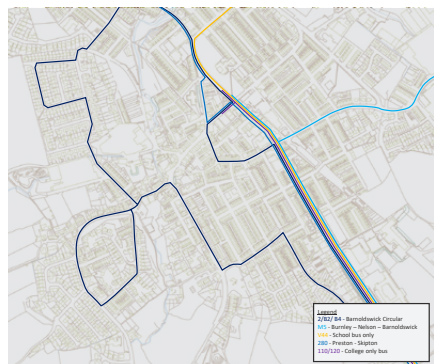 Legend
2/B2/ B4 - Barnoldswick Circular
M5 - Burnley – Nelson – Barnoldswick
V44 - School bus only
280 - Preston - Skipton
110/120 - College only bus